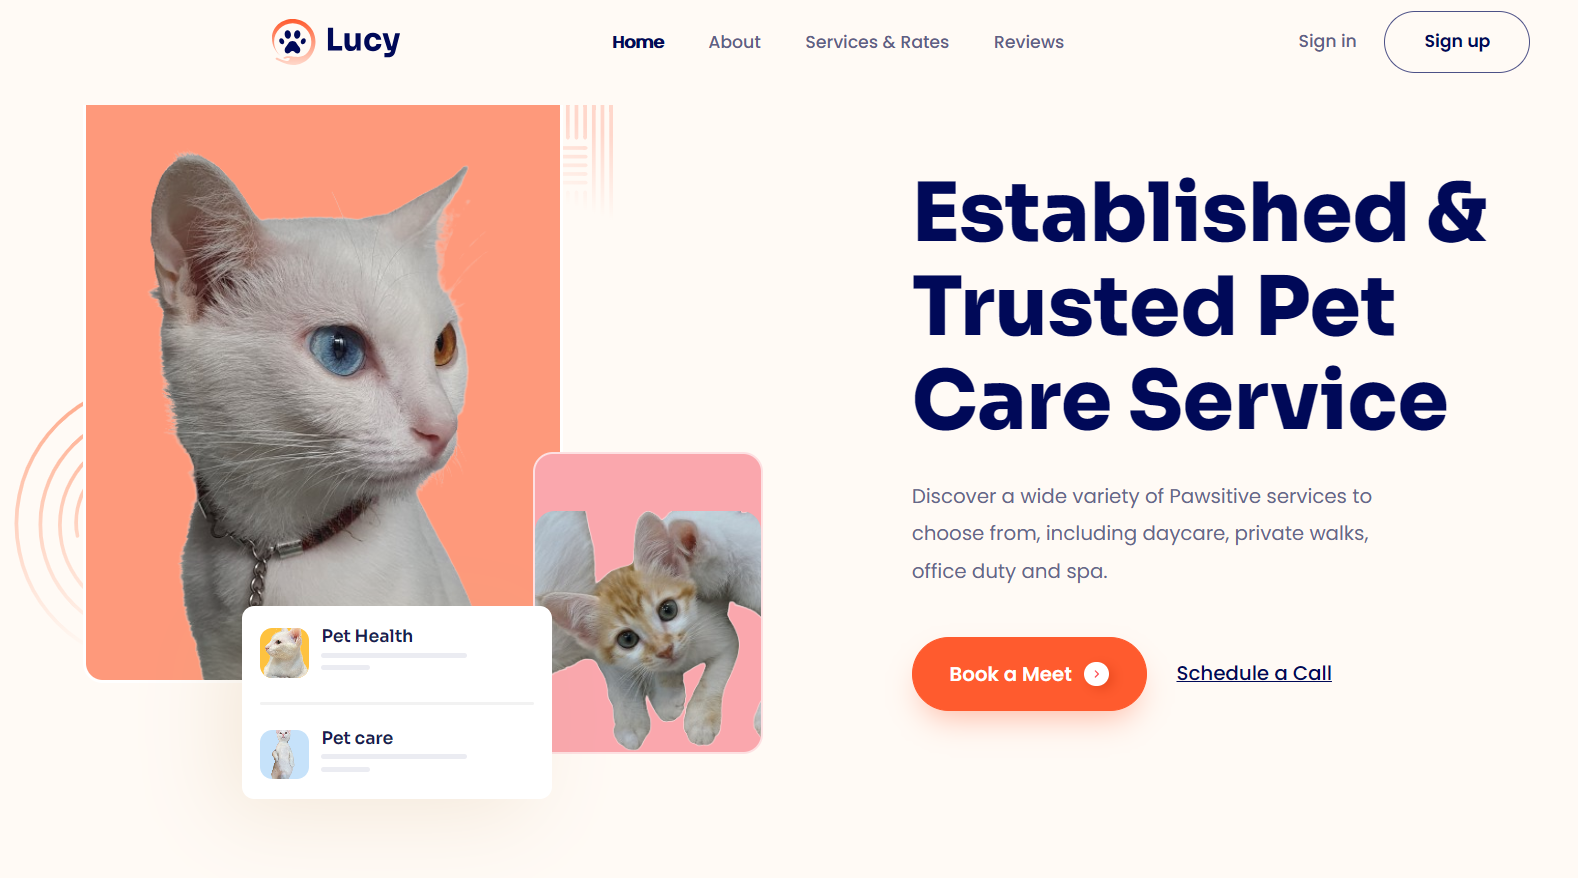 Lucy
Home
About
Services & Rates
Reviews
Sign in
Sign up
Established &
Trusted Pet
Care Service
Discover a wide variety of Pawsitive services to
choose from, including daycare, private walks,
office duty and spa.
Book a Meet
Schedule a Call
Pet Health
Pet care